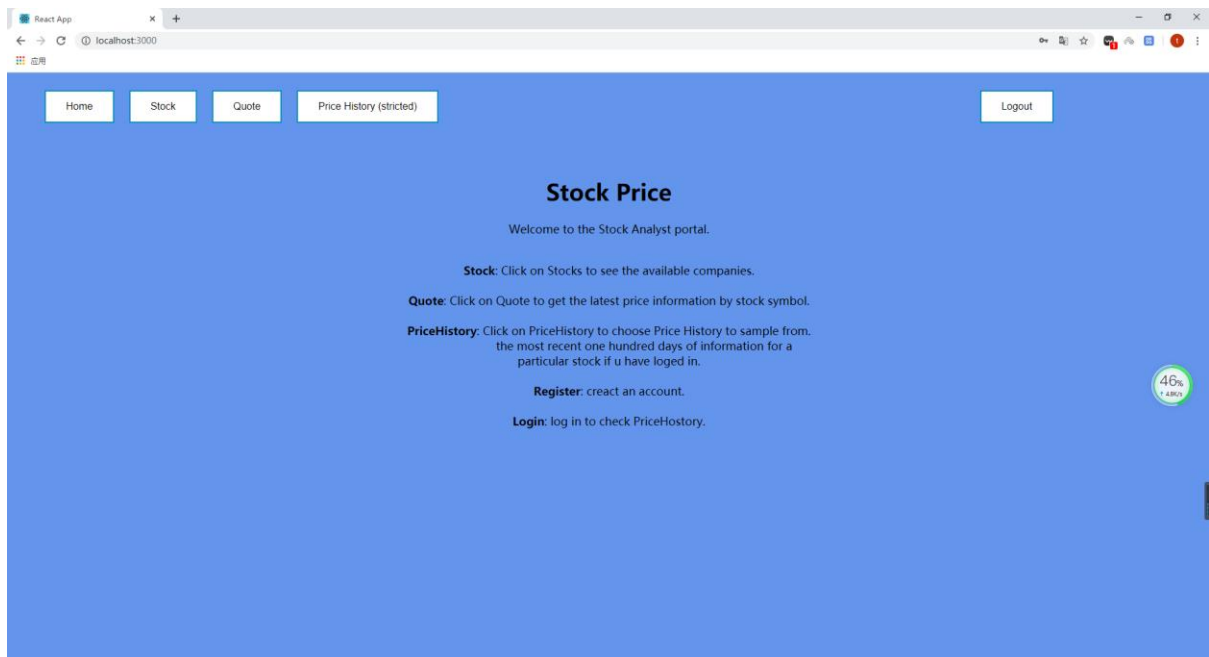 React App
localhost:3000
应用
Home
Stock
Quote
Price History (stricted)
Logout
Stock Price
Welcome to the Stock Analyst portal.
Stock: Click on Stocks to see the available companies.
Quote: Click on Quote to get the latest price information by stock symbol.
PriceHistory: Click on PriceHistory to choose Price History to sample from.
the most recent one hundred days of information for a
particular stock if u have loged in.
Register: creact an account.
Login: log in to check PriceHostory.
46%